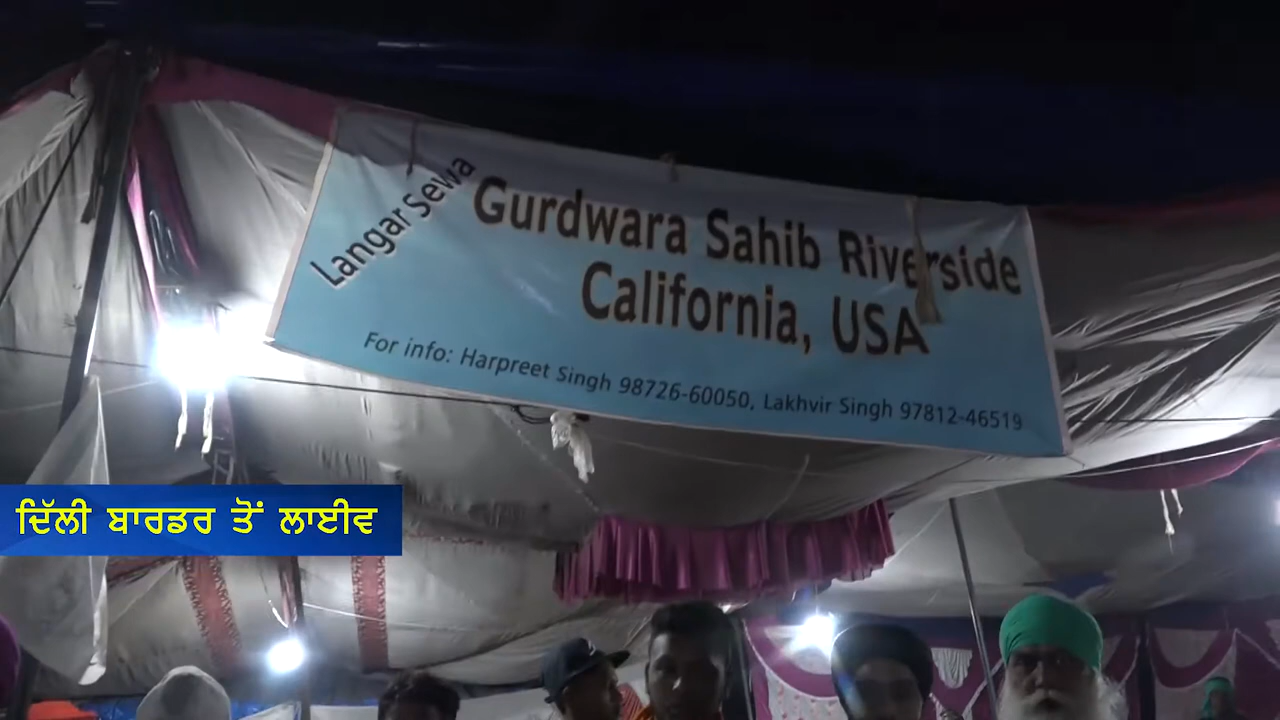 Langar Sewa
Gurdwara Sahib Riverside
California, USA
For info: Harpreet Singh 98726-60050, Lakhvir Singh 97812-46519
ਦਿੱਲੀ ਬਾਰਡਰ ਤੋਂ ਲਾਈਵ